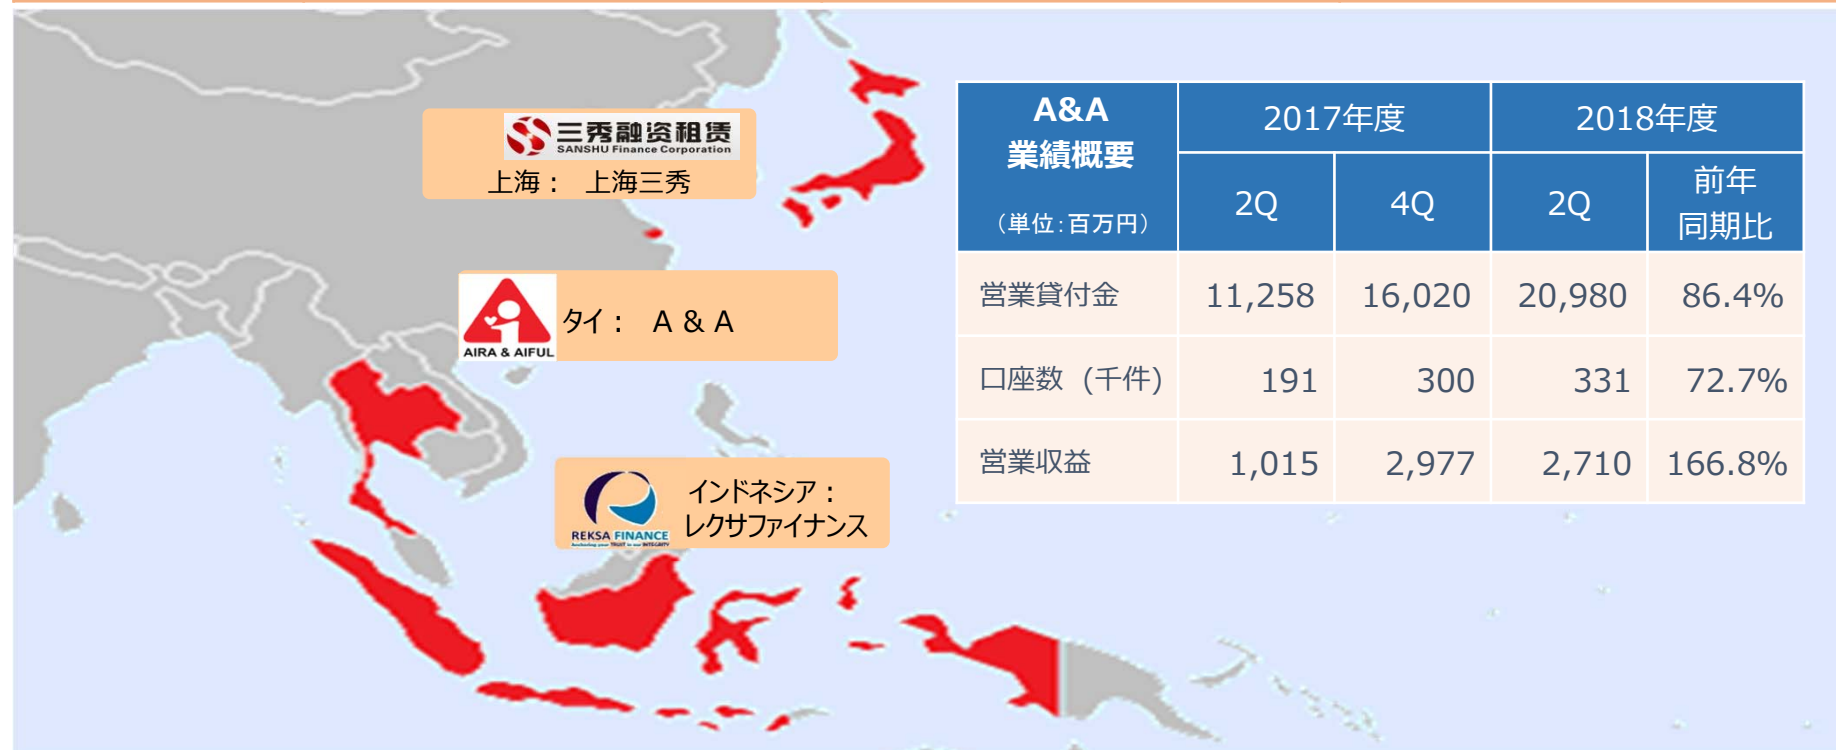 三秀融资租赁
SANSHU Finance Corporation
上海： 上海三秀
AIRA & AIFUL
タイ： A & A
REKSA FINANCE
インドネシア：
レクサファイナンス
A&A
業績概要
（単位：百万円）
2017年度 2018年度
2Q 4Q 2Q 前年
同期比
営業貸付金 11,258 16,020 20,980 86.4%
口座数 (千件) 191 300 331 72.7%
営業収益 1,015 2,977 2,710 166.8%